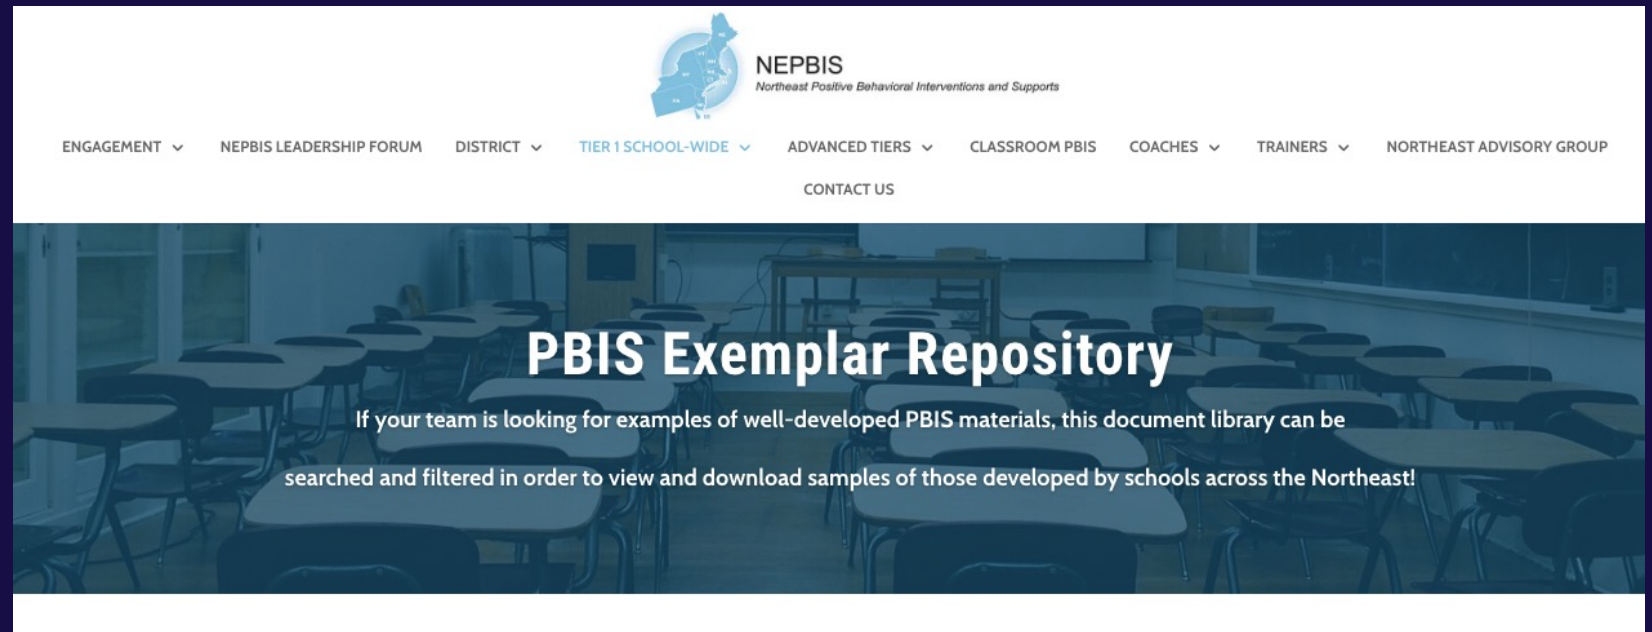 NEPBIS
Northeast Positive Behavioral Interventions and Supports
ENGAGEMENT
NEPBIS LEADERSHIP FORUM
DISTRICT
TIER 1 SCHOOL-WIDE
ADVANCED TIERS
CLASSROOM PBIS
COACHES
TRAINERS
NORTHEAST ADVISORY GROUP
CONTACT US
PBIS Exemplar Repository
If your team is looking for examples of well-developed PBIS materials, this document library can be
searched and filtered in order to view and download samples of those developed by schools across the Northeast!